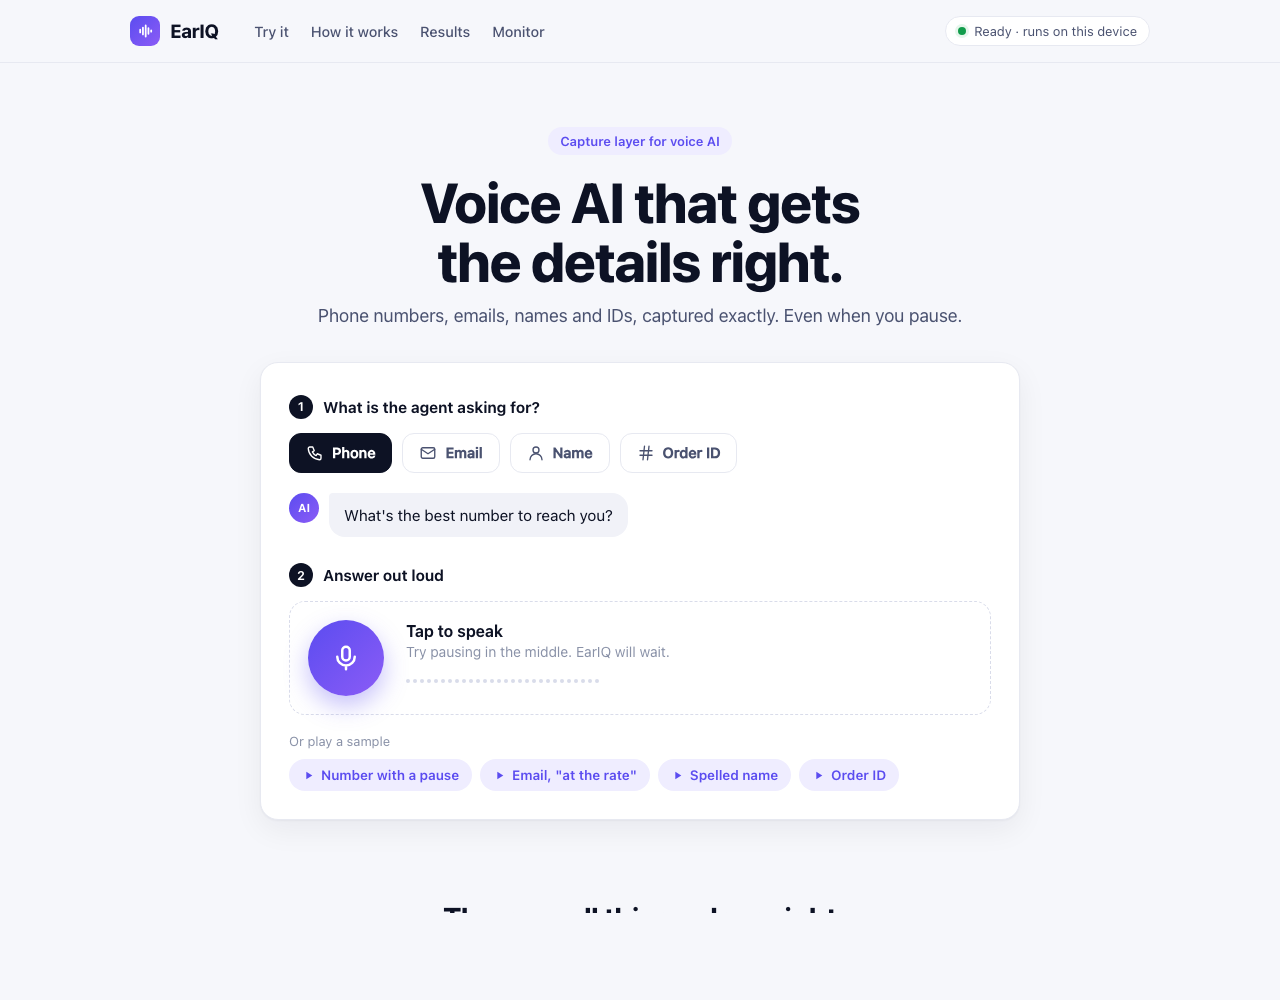 EarIQ
Try it
How it works
Results
Monitor
Ready · runs on this device
Capture layer for voice AI
Voice AI that gets
the details right.
Phone numbers, emails, names and IDs, captured exactly. Even when you pause.
1 What is the agent asking for?
Phone
Email
Name
Order ID
AI
What's the best number to reach you?
2 Answer out loud
Tap to speak
Try pausing in the middle. EarIQ will wait.
Or play a sample
Number with a pause
Email, "at the rate"
Spelled name
Order ID